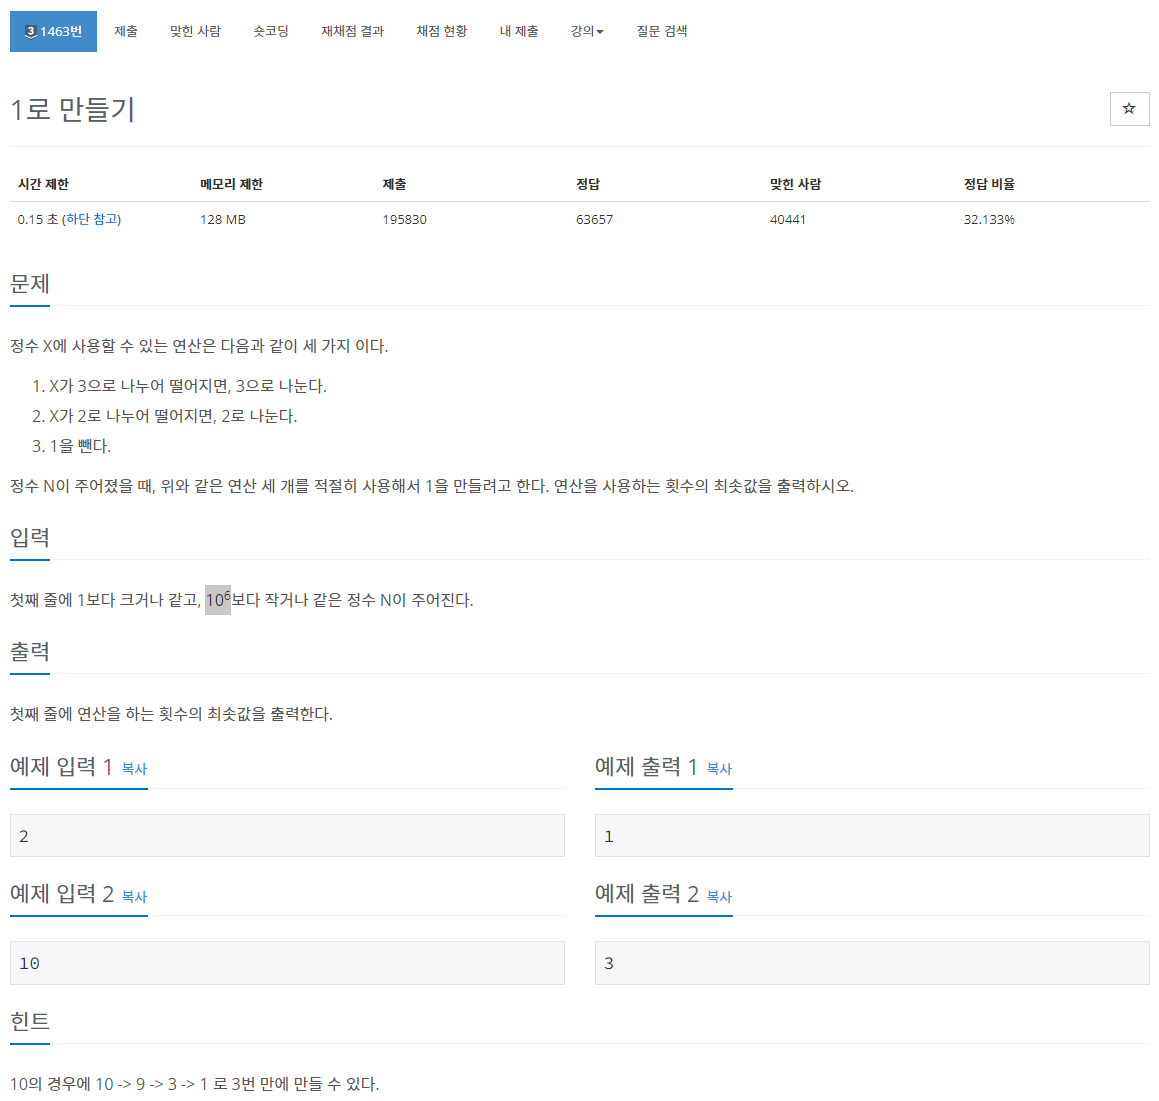 3 1463번 제출 맞힌 사람 숏코딩 재채점 결과 채점 현황 내 제출 강의 질문 검색
1로 만들기
시간 제한 메모리 제한 제출 정답 맞힌 사람 정답 비율
0.15 초 (하단 참고) 128 MB 195830 63657 40441 32.133%
문제
정수 X에 사용할 수 있는 연산은 다음과 같이 세 가지 이다.
1. X가 3으로 나누어 떨어지면, 3으로 나눈다.
2. X가 2로 나누어 떨어지면, 2로 나눈다.
3. 1을 뺀다.
정수 N이 주어졌을 때, 위와 같은 연산 세 개를 적절히 사용해서 1을 만들려고 한다. 연산을 사용하는 횟수의 최솟값을 출력하시오.
입력
첫째 줄에 1보다 크거나 같고, 10⁶보다 작거나 같은 정수 N이 주어진다.
출력
첫째 줄에 연산을 하는 횟수의 최솟값을 출력한다.
예제 입력 1 복사 예제 출력 1 복사
2 1
예제 입력 2 복사 예제 출력 2 복사
10 3
힌트
10의 경우에 10 -> 9 -> 3 -> 1 로 3번 만에 만들 수 있다.